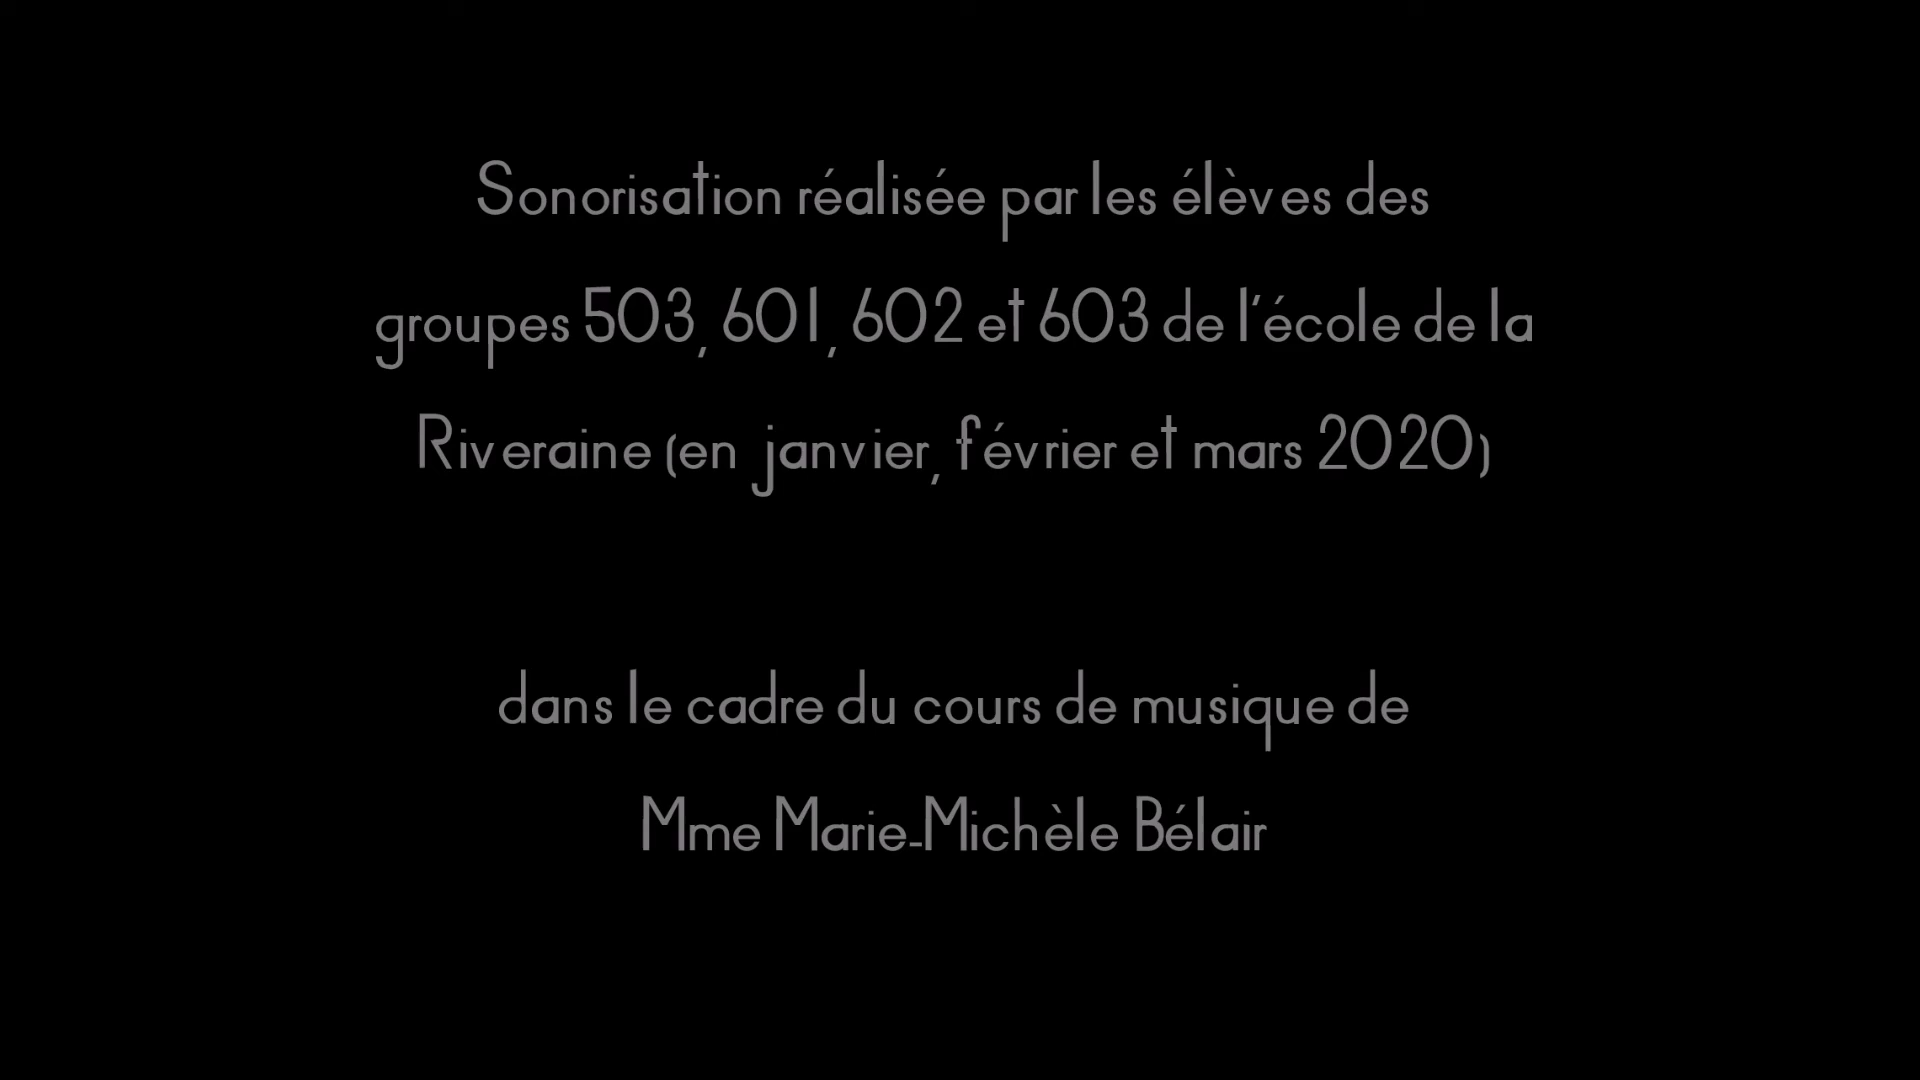 Sonorisation réalisée par les élèves des
groupes 503, 601, 602 et 603 de l'école de la
Riveraine (en janvier, février et mars 2020)
dans le cadre du cours de musique de
Mme Marie-Michèle Bélair